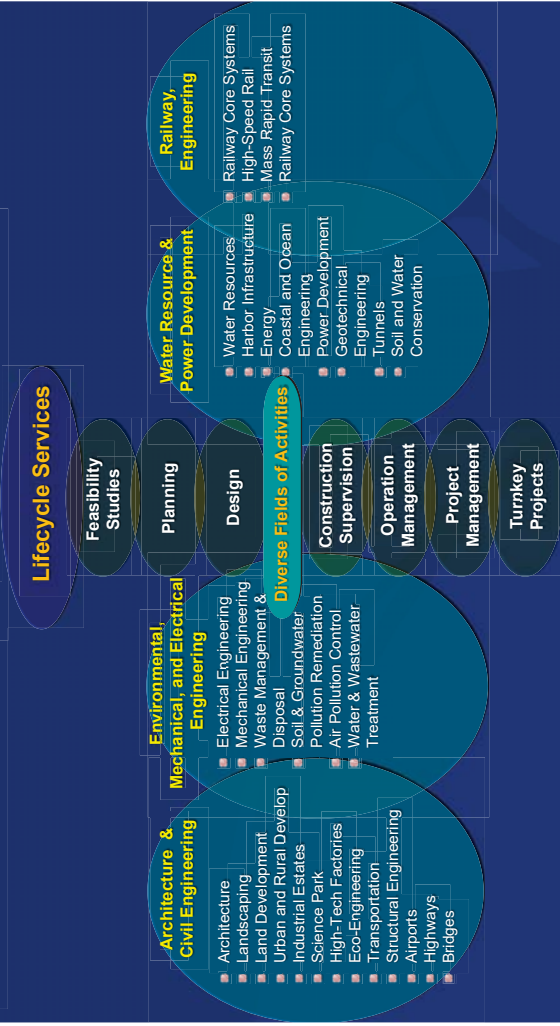 Lifecycle Services
Feasibility
Studies
Planning
Design
Diverse Fields of Activities
Construction
Supervision
Operation
Management
Project
Management
Turnkey
Projects
Architecture &
Civil Engineering
Architecture
Landscaping
Land Development
Urban and Rural Develop
Industrial Estates
Science Park
High-Tech Factories
Eco-Engineering
Transportation
Structural Engineering
Airports
Highways
Bridges
Environmental,
Mechanical, and Electrical
Engineering
Electrical Engineering
Mechanical Engineering
Waste Management &
Disposal
Soil & Groundwater
Pollution Remediation
Air Pollution Control
Water & Wastewater
Treatment
Water Resource &
Power Development
Water Resources
Harbor Infrastructure
Energy
Coastal and Ocean
Engineering
Power Development
Geotechnical
Engineering
Tunnels
Soil and Water
Conservation
Railway,
Engineering
Railway Core Systems
High-Speed Rail
Mass Rapid Transit
Railway Core Systems